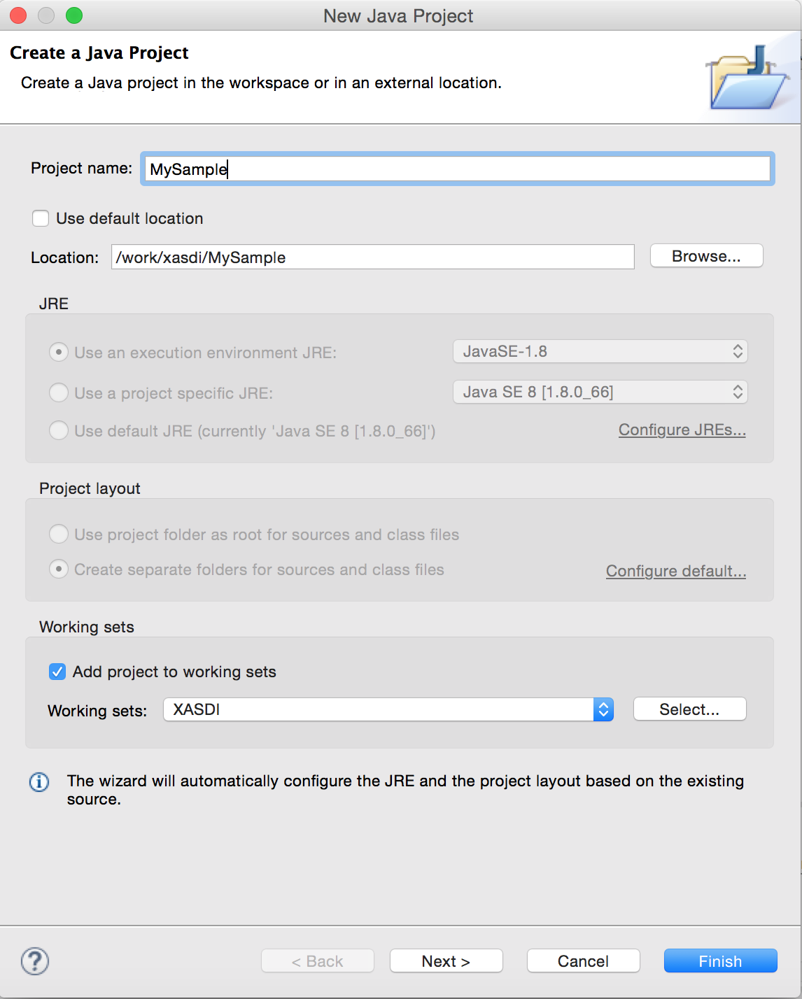 New Java Project
Create a Java Project
Create a Java project in the workspace or in an external location.
Project name: MySample
Use default location
Location: /work/xasdi/MySample Browse...
JRE
Use an execution environment JRE: JavaSE-1.8
Use a project specific JRE: Java SE 8 [1.8.0_66]
Use default JRE (currently 'Java SE 8 [1.8.0_66]') Configure JREs...
Project layout
Use project folder as root for sources and class files
Create separate folders for sources and class files Configure default...
Working sets
Add project to working sets
Working sets: XASDI Select...
The wizard will automatically configure the JRE and the project layout based on the existing
source.
? < Back Next > Cancel Finish